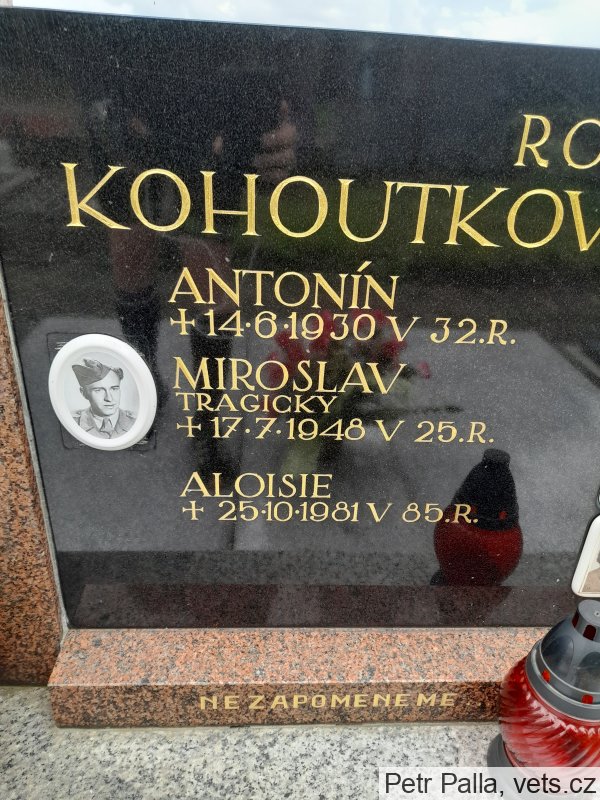 RO
KOHOUTKOV
ANTONÍN
+ 14·6·1930 V 32.R.
MIROSLAV
TRAGICKY
+ 17·7·1948 V 25.R.
ALOISIE
+ 25·10·1981 V 85.R.
NEZAPOMENEME
Petr Palla, vets.cz